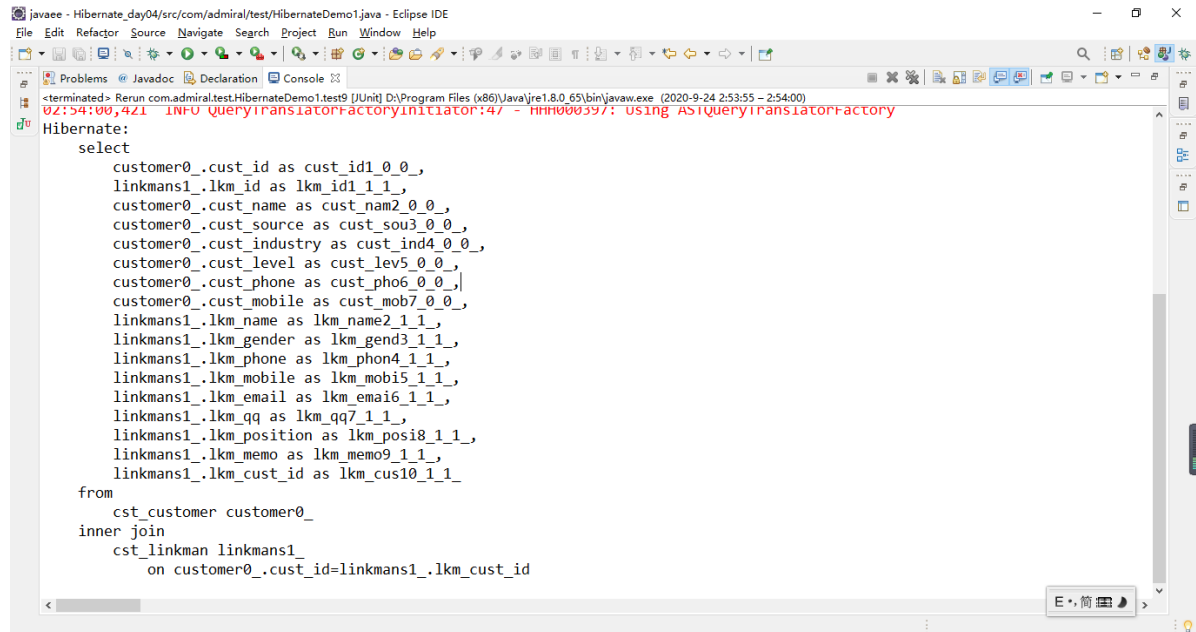 javaee - Hibernate_day04/src/com/admiral/test/HibernateDemo1.java - Eclipse IDE
File Edit Refactor Source Navigate Search Project Run Window Help
Problems @ Javadoc Declaration Console
<terminated> Rerun com.admiral.test.HibernateDemo1.test9 [JUnit] D:\Program Files (x86)\Java\jre1.8.0_65\bin\javaw.exe (2020-9-24 2:53:55 – 2:54:00)
02:54:00,421 INFO QueryTranslatorFactoryInitiator:47 - HHH000397: Using ASTQueryTranslatorFactory
Hibernate:
select
customer0_.cust_id as cust_id1_0_0_,
linkmans1_.lkm_id as lkm_id1_1_1_,
customer0_.cust_name as cust_nam2_0_0_,
customer0_.cust_source as cust_sou3_0_0_,
customer0_.cust_industry as cust_ind4_0_0_,
customer0_.cust_level as cust_lev5_0_0_,
customer0_.cust_phone as cust_pho6_0_0_,
customer0_.cust_mobile as cust_mob7_0_0_,
linkmans1_.lkm_name as lkm_name2_1_1_,
linkmans1_.lkm_gender as lkm_gend3_1_1_,
linkmans1_.lkm_phone as lkm_phon4_1_1_,
linkmans1_.lkm_mobile as lkm_mobi5_1_1_,
linkmans1_.lkm_email as lkm_emai6_1_1_,
linkmans1_.lkm_qq as lkm_qq7_1_1_,
linkmans1_.lkm_position as lkm_posi8_1_1_,
linkmans1_.lkm_memo as lkm_memo9_1_1_,
linkmans1_.lkm_cust_id as lkm_cus10_1_1_
from
cst_customer customer0_
inner join
cst_linkman linkmans1_
on customer0_.cust_id=linkmans1_.lkm_cust_id
E 简